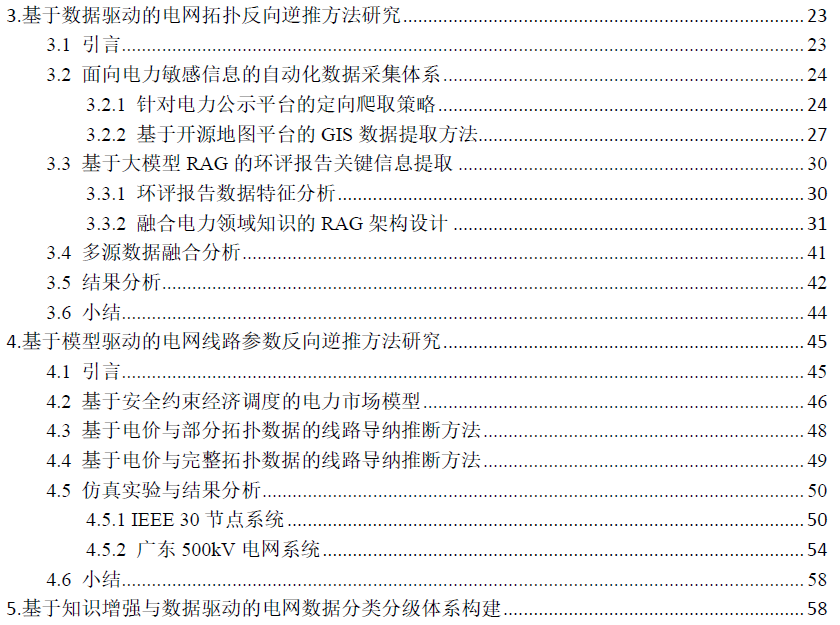 3.基于数据驱动的电网拓扑反向逆推方法研究........................................23
3.1 引言........................................23
3.2 面向电力敏感信息的自动化数据采集体系........................................24
3.2.1 针对电力公示平台的定向爬取策略........................................24
3.2.2 基于开源地图平台的 GIS 数据提取方法........................................27
3.3 基于大模型 RAG 的环评报告关键信息提取........................................30
3.3.1 环评报告数据特征分析........................................30
3.3.2 融合电力领域知识的 RAG 架构设计........................................31
3.4 多源数据融合分析........................................41
3.5 结果分析........................................42
3.6 小结........................................44
4.基于模型驱动的电网线路参数反向逆推方法研究........................................45
4.1 引言........................................45
4.2 基于安全约束经济调度的电力市场模型........................................46
4.3 基于电价与部分拓扑数据的线路导纳推断方法........................................48
4.4 基于电价与完整拓扑数据的线路导纳推断方法........................................49
4.5 仿真实验与结果分析........................................50
4.5.1 IEEE 30 节点系统........................................50
4.5.2 广东 500kV 电网系统........................................54
4.6 小结........................................58
5.基于知识增强与数据驱动的电网数据分类分级体系构建........................................58